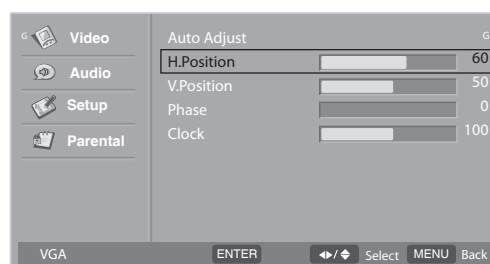 G Video
Audio
Setup
Parental
Auto Adjust G
H.Position 60
V.Position 50
Phase 0
Clock 100
VGA ENTER Select MENU Back